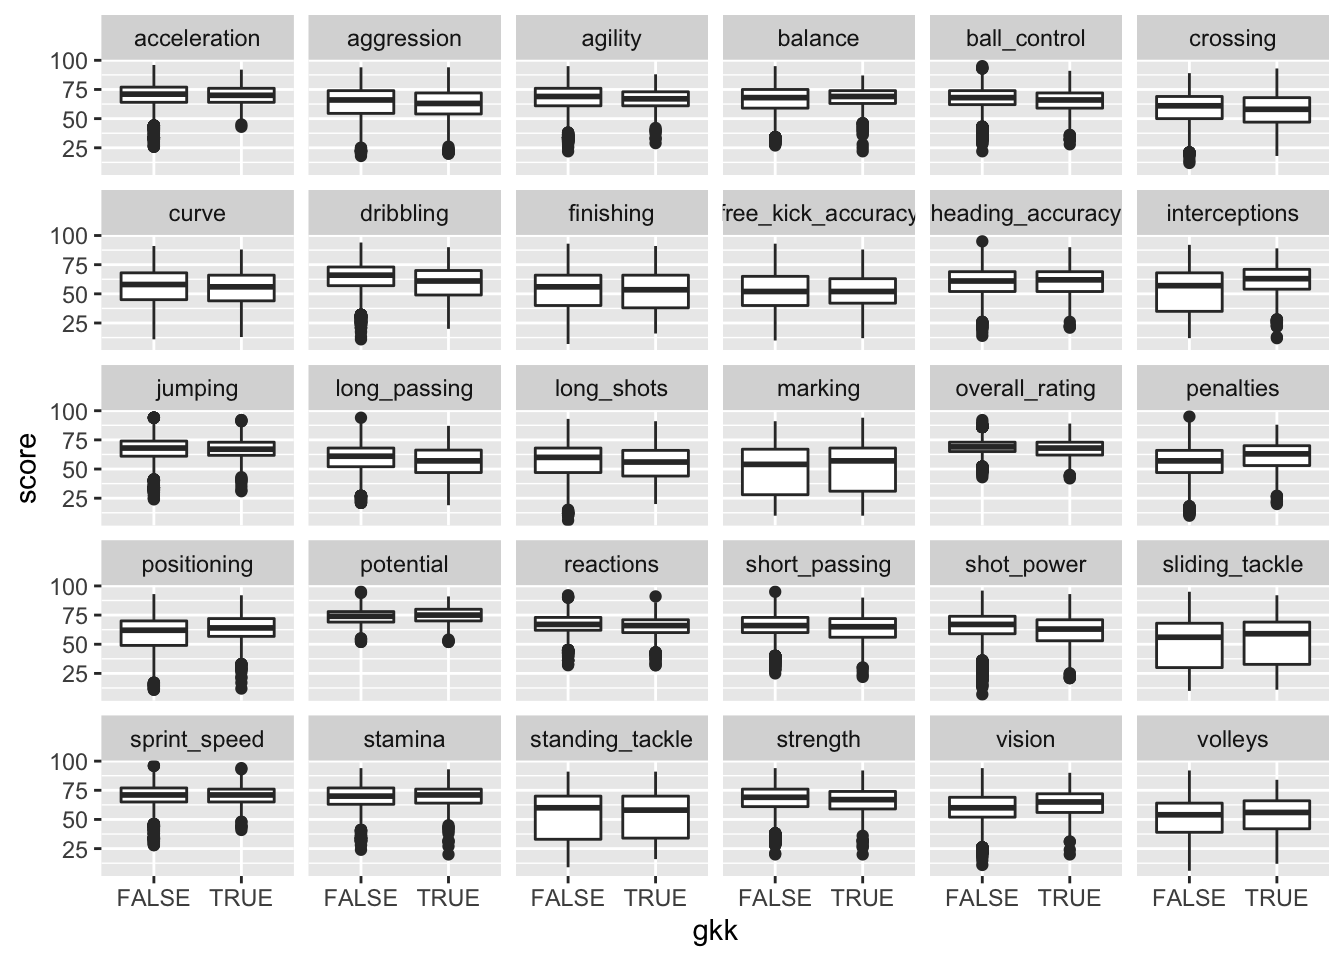 acceleration aggression agility balance ball_control crossing
100
75
50
25
curve dribbling finishing free_kick_accuracy heading_accuracy interceptions
100
75
50
25
jumping long_passing long_shots marking overall_rating penalties
100
75
50
25
positioning potential reactions short_passing shot_power sliding_tackle
100
75
50
25
sprint_speed stamina standing_tackle strength vision volleys
100
75
50
25
score
FALSE TRUE FALSE TRUE FALSE TRUE FALSE TRUE FALSE TRUE FALSE TRUE
gkk